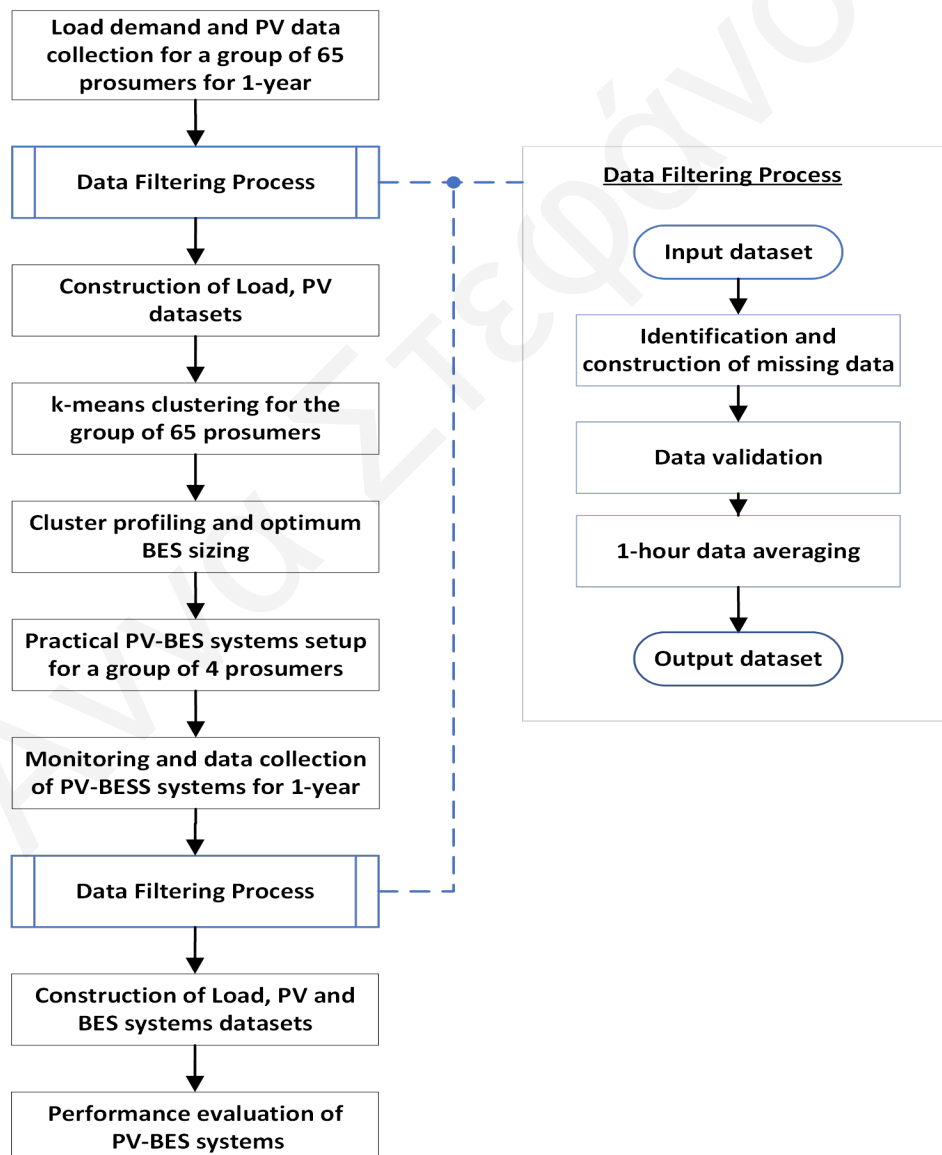 Load demand and PV data
collection for a group of 65
prosumers for 1-year
Data Filtering Process
Construction of Load, PV
datasets
k-means clustering for the
group of 65 prosumers
Cluster profiling and optimum
BES sizing
Practical PV-BES systems setup
for a group of 4 prosumers
Monitoring and data collection
of PV-BESS systems for 1-year
Data Filtering Process
Construction of Load, PV and
BES systems datasets
Performance evaluation of
PV-BES systems
Data Filtering Process
Input dataset
Identification and
construction of missing data
Data validation
1-hour data averaging
Output dataset
Άννα Στεφάνο